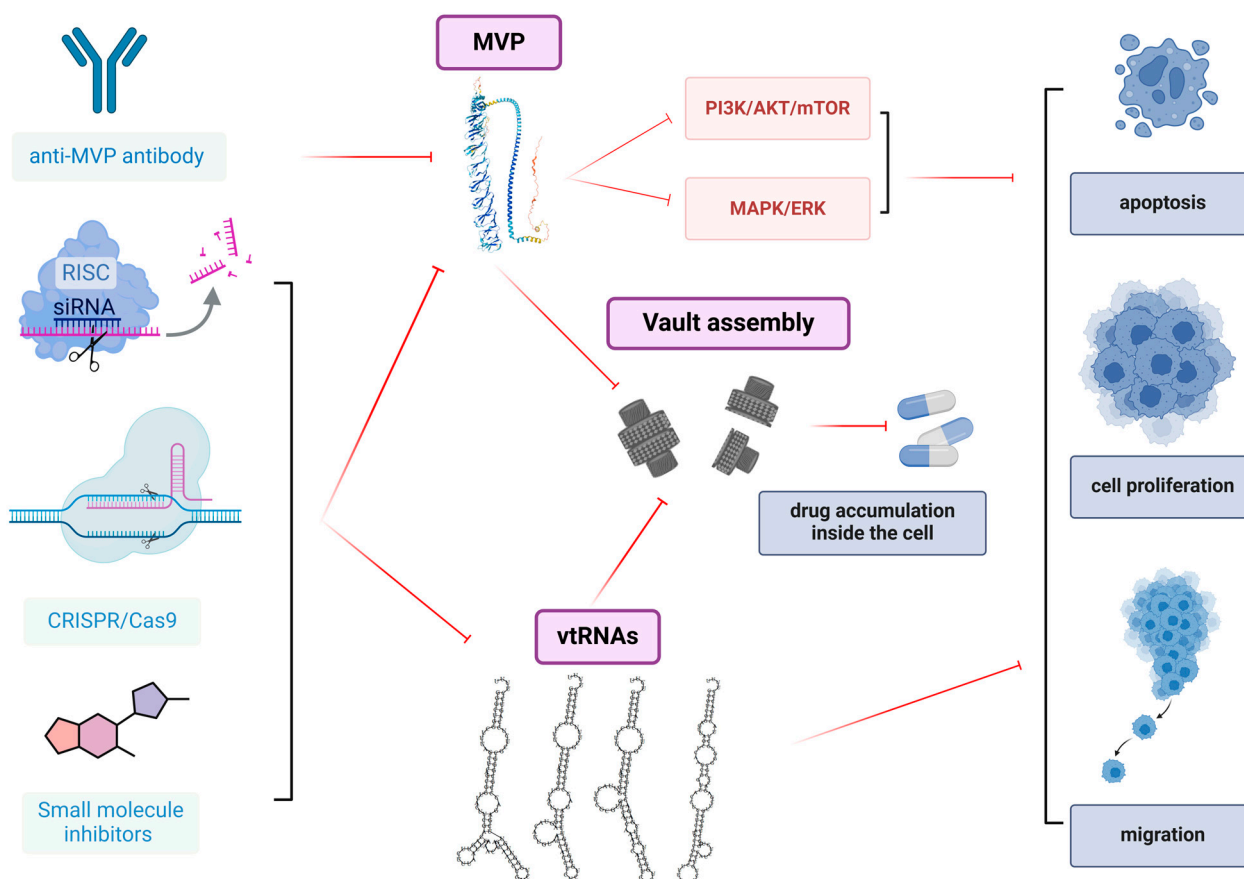 anti-MVP antibody
RISC
siRNA
CRISPR/Cas9
Small molecule
inhibitors
MVP
PI3K/AKT/mTOR
MAPK/ERK
Vault assembly
drug accumulation
inside the cell
vtRNAs
apoptosis
cell proliferation
migration